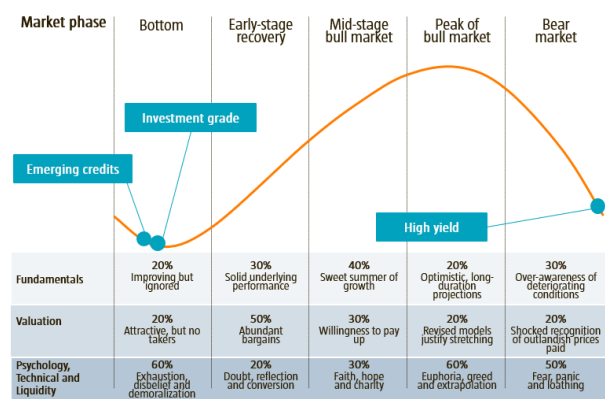 Market phase
Bottom
Early-stage
recovery
Mid-stage
bull market
Peak of
bull market
Bear
market
Investment grade
Emerging credits
High yield
Fundamentals
20%
Improving but
ignored
30%
Solid underlying
performance
40%
Sweet summer of
growth
20%
Optimistic, long-
duration
projections
30%
Over-awareness of
deteriorating
conditions
Valuation
20%
Attractive, but no
takers
50%
Abundant
bargains
30%
Willingness to pay
up
20%
Revised models
justify stretching
20%
Shocked recognition
of outlandish prices
paid
Psychology,
Technical and
Liquidity
60%
Exhaustion,
disbelief and
demoralization
20%
Doubt, reflection
and conversion
30%
Faith, hope
and charity
60%
Euphoria, greed
and extrapolation
50%
Fear, panic
and loathing